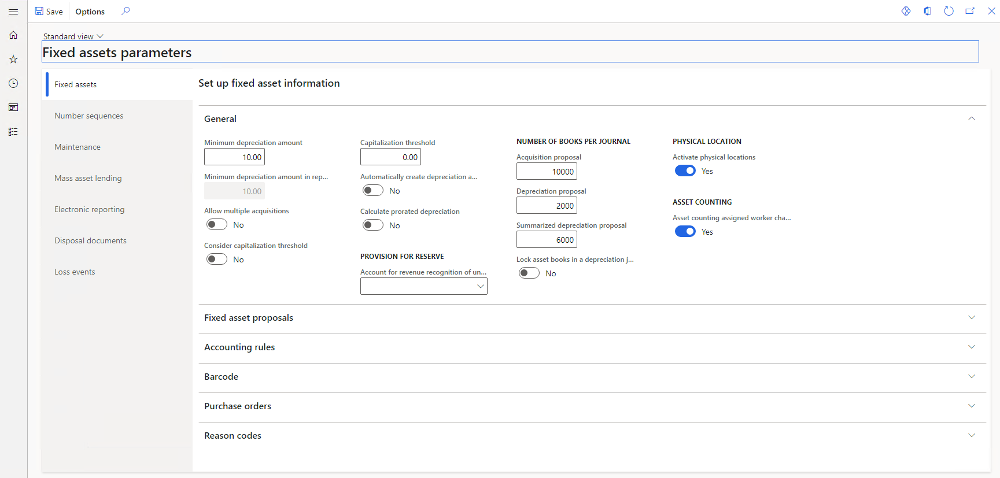 Save
Options
Standard view
Fixed assets parameters
Fixed assets
Number sequences
Maintenance
Mass asset lending
Electronic reporting
Disposal documents
Loss events
Set up fixed asset information
General
Minimum depreciation amount
10.00
Minimum depreciation amount in rep...
10.00
Allow multiple acquisitions
No
Consider capitalization threshold
No
Capitalization threshold
0.00
Automatically create depreciation a...
No
Calculate prorated depreciation
No
PROVISION FOR RESERVE
Account for revenue recognition of un...
NUMBER OF BOOKS PER JOURNAL
Acquisition proposal
10000
Depreciation proposal
2000
Summarized depreciation proposal
6000
Lock asset books in a depreciation j...
No
PHYSICAL LOCATION
Activate physical locations
Yes
ASSET COUNTING
Asset counting assigned worker cha...
Yes
Fixed asset proposals
Accounting rules
Barcode
Purchase orders
Reason codes